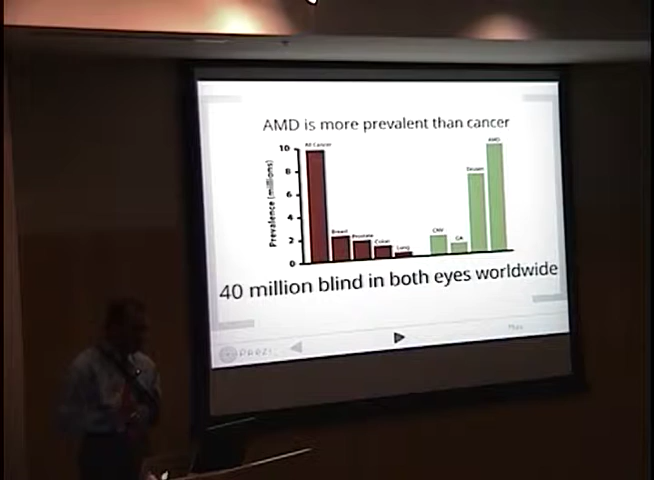 AMD is more prevalent than cancer
Prevalence (millions)
10
8
6
4
2
0
All Cancer
Breast
Prostate
Colon
Lung
CNV
GA
Drusen
AMD
40 million blind in both eyes worldwide
Prezi
More